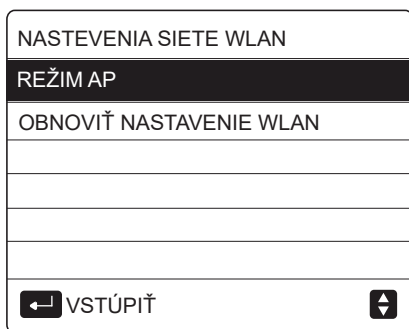 NASTEVENIA SIETE WLAN
REŽIM AP
OBNOVIŤ NASTAVENIE WLAN
VSTÚPIŤ